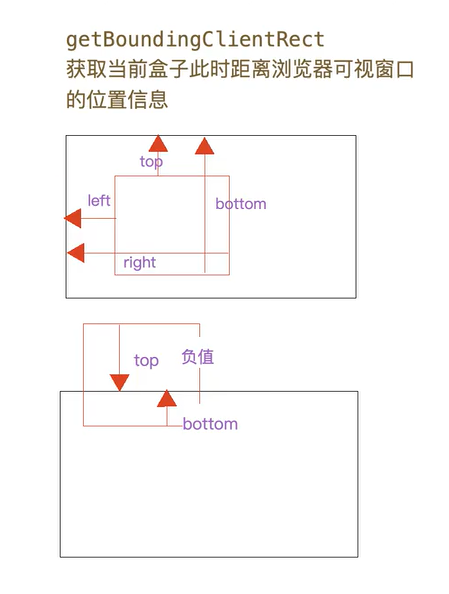 getBoundingClientRect
获取当前盒子此时距离浏览器可视窗口
的位置信息
top
left
bottom
right
top
负值
bottom